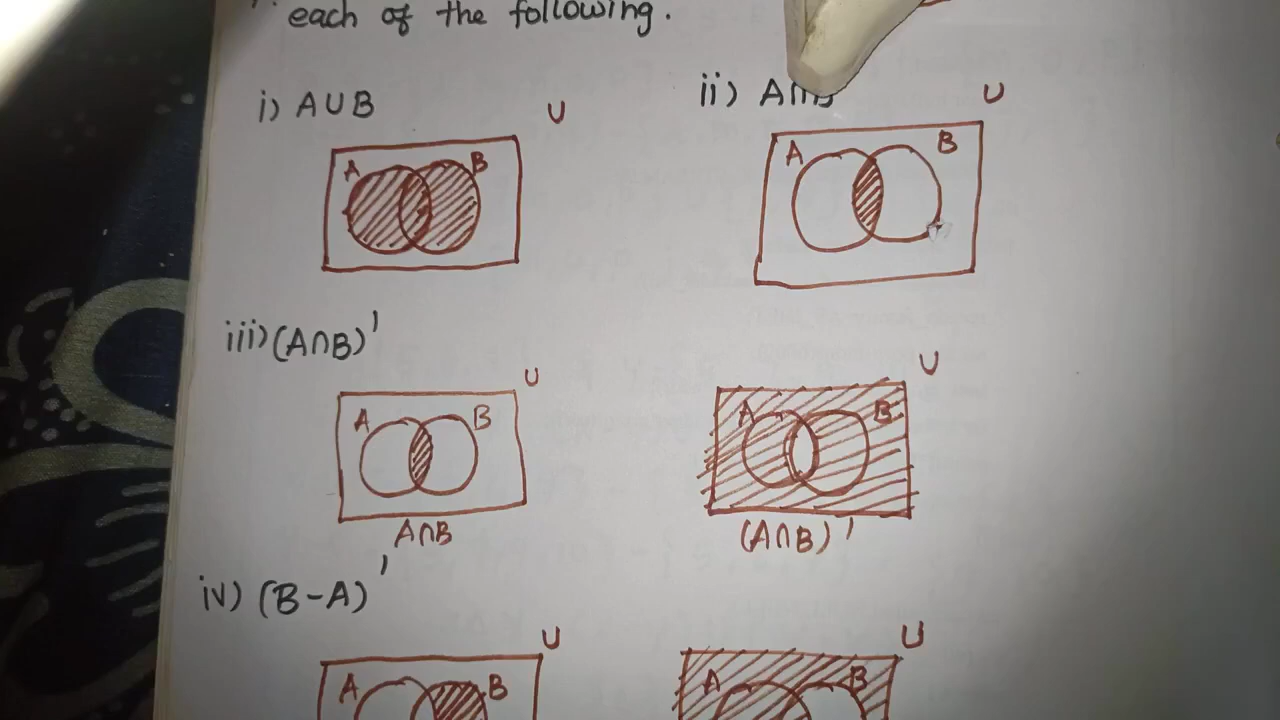 each of the following.
i) A∪B
U
A B
ii) A∩B
U
A B
iii) (A∩B)'
U
A B
A∩B
U
A B
(A∩B)'
iv) (B-A)'
U
A B
U
A B